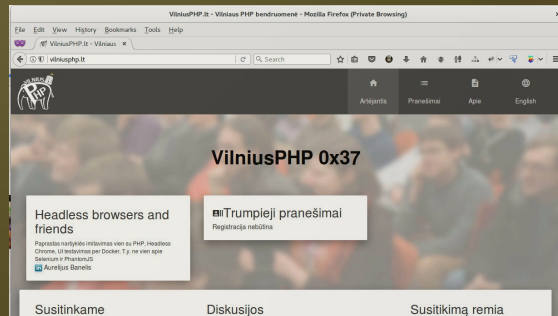 VilniusPHP.lt - Vilniaus PHP bendruomenė - Mozilla Firefox (Private Browsing)
File Edit View History Bookmarks Tools Help
VilniusPHP.lt - Vilniaus
vilniusphp.lt
Search
VILNIUS
PHP
Artėjantis
Pranešimai
Apie
English
VilniusPHP 0x37
Headless browsers and
friends
Paprastas naršyklės imitavimas vien su PHP, Headless
Chrome, UI testavimas per Docker. T.y. ne vien apie
Selenium ir PhantomJS
in Aurelijus Banelis
Trumpieji pranešimai
Registracija nebūtina
Susitinkame
Diskusijos
Susitikimą remia